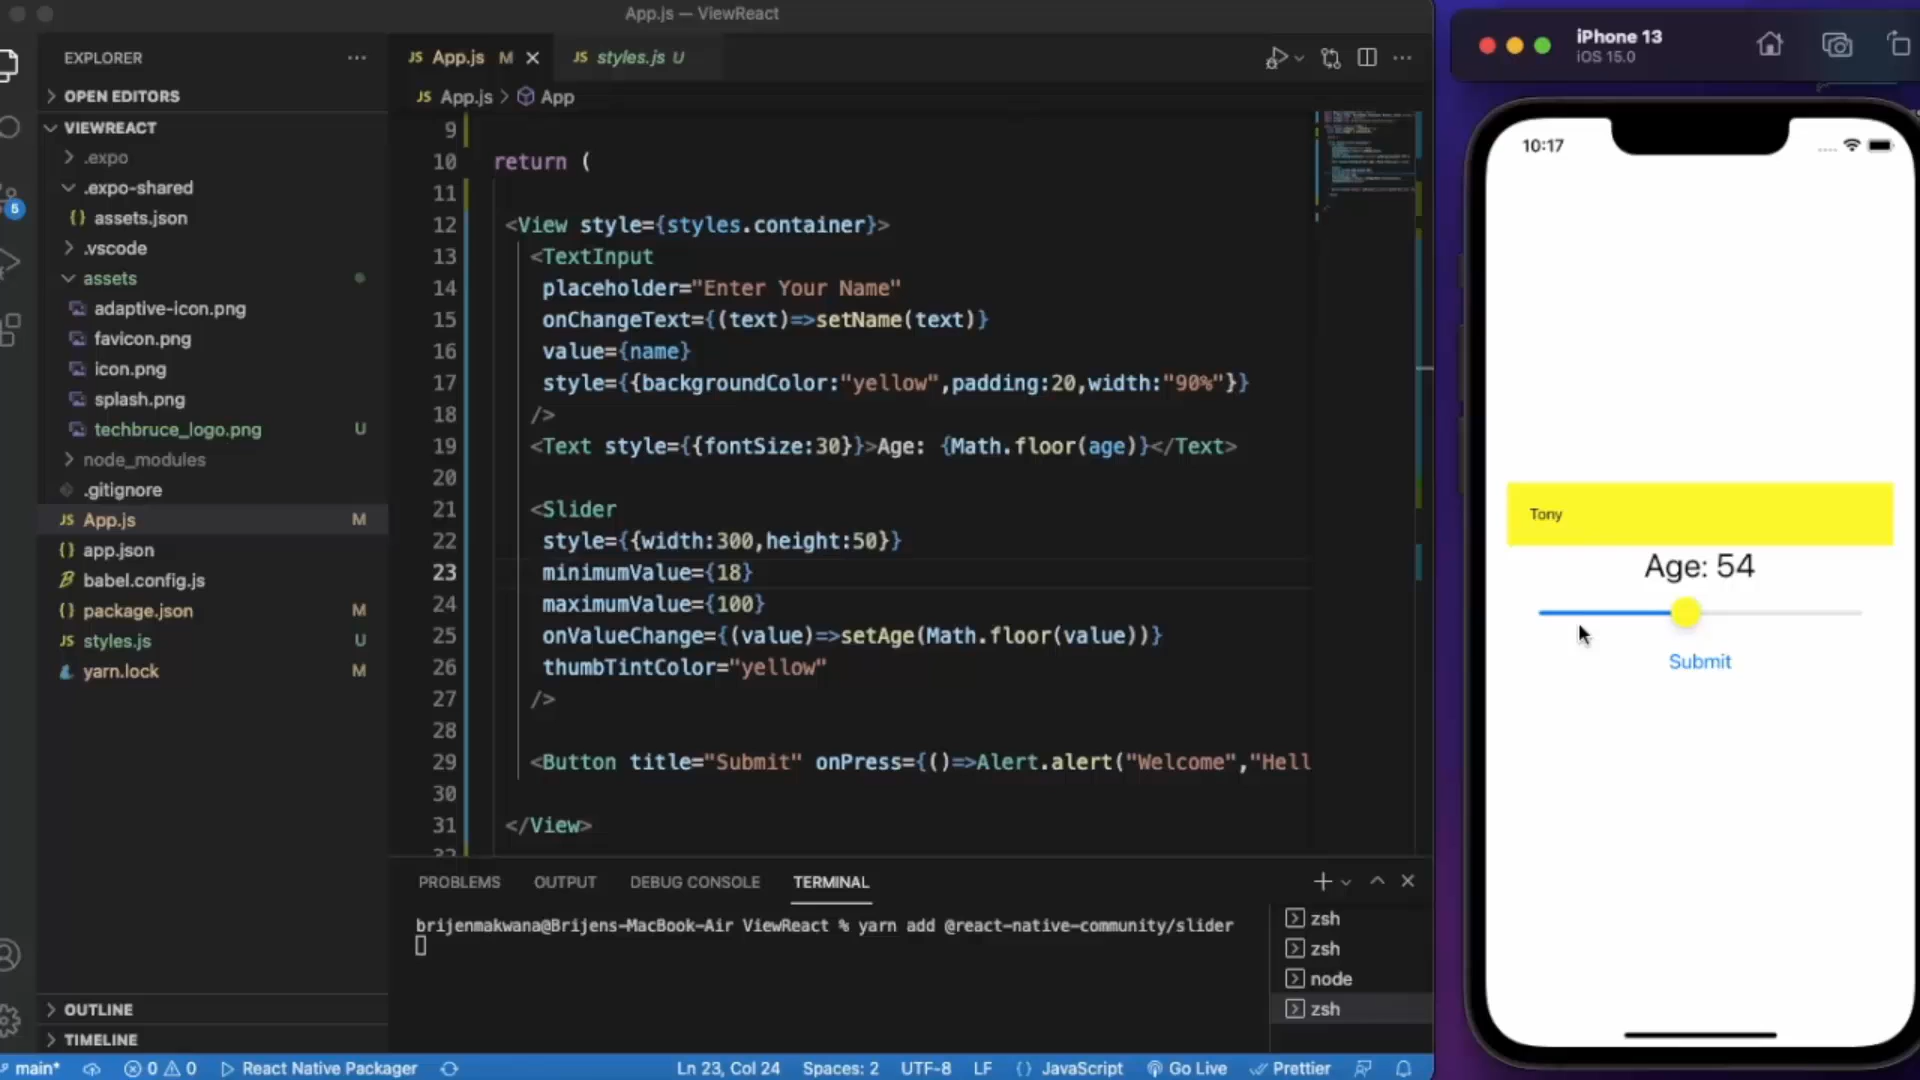 App.js — ViewReact
EXPLORER
OPEN EDITORS
VIEWREACT
.expo
.expo-shared
{} assets.json
.vscode
assets
adaptive-icon.png
favicon.png
icon.png
splash.png
techbruce_logo.png U
node_modules
.gitignore
JS App.js M
{} app.json
babel.config.js
{} package.json M
JS styles.js U
yarn.lock M
OUTLINE
TIMELINE
5
JS App.js M
JS styles.js U
JS App.js > App
9
10 return (
11
12 <View style={styles.container}>
13 <TextInput
14 placeholder="Enter Your Name"
15 onChangeText={(text)=>setName(text)}
16 value={name}
17 style={{backgroundColor:"yellow",padding:20,width:"90%"}}
18 />
19 <Text style={{fontSize:30}}>Age: {Math.floor(age)}</Text>
20
21 <Slider
22 style={{width:300,height:50}}
23 minimumValue={18}
24 maximumValue={100}
25 onValueChange={(value)=>setAge(Math.floor(value))}
26 thumbTintColor="yellow"
27 />
28
29 <Button title="Submit" onPress={()=>Alert.alert("Welcome","Hell
30
31 </View>
32
PROBLEMS OUTPUT DEBUG CONSOLE TERMINAL
brijenmakwana@Brijens-MacBook-Air ViewReact % yarn add @react-native-community/slider
zsh
zsh
node
zsh
main* 0 0 React Native Packager
Ln 23, Col 24 Spaces: 2 UTF-8 LF {} JavaScript Go Live Prettier
iPhone 13
iOS 15.0
10:17
Tony
Age: 54
Submit